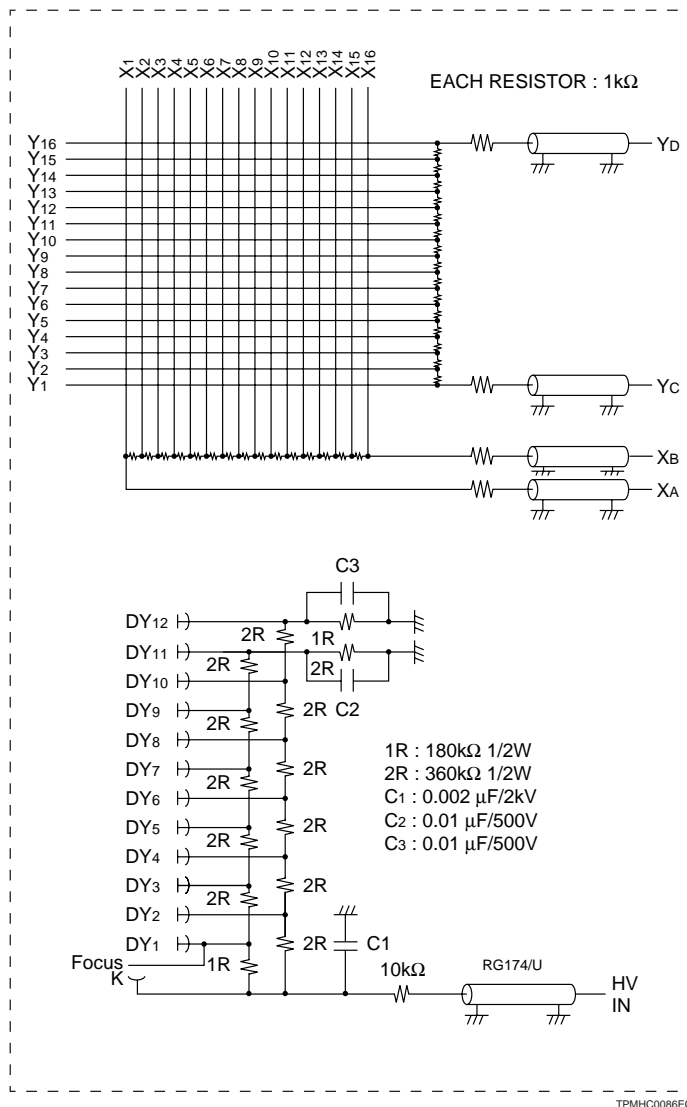 X1 X2 X3 X4 X5 X6 X7 X8 X9 X10 X11 X12 X13 X14 X15 X16
EACH RESISTOR : 1kΩ
Y16
Y15
Y14
Y13
Y12
Y11
Y10
Y9
Y8
Y7
Y6
Y5
Y4
Y3
Y2
Y1
YD
YC
XB
XA
C3
DY12
2R
1R
DY11
2R
2R
DY10
DY9
2R
C2
2R
DY8
DY7
2R
2R
DY6
DY5
2R
2R
DY4
DY3
2R
2R
DY2
DY1
2R
C1
Focus
1R
K
10kΩ
RG174/U
HV
IN
1R : 180kΩ 1/2W
2R : 360kΩ 1/2W
C1 : 0.002 µF/2kV
C2 : 0.01 µF/500V
C3 : 0.01 µF/500V